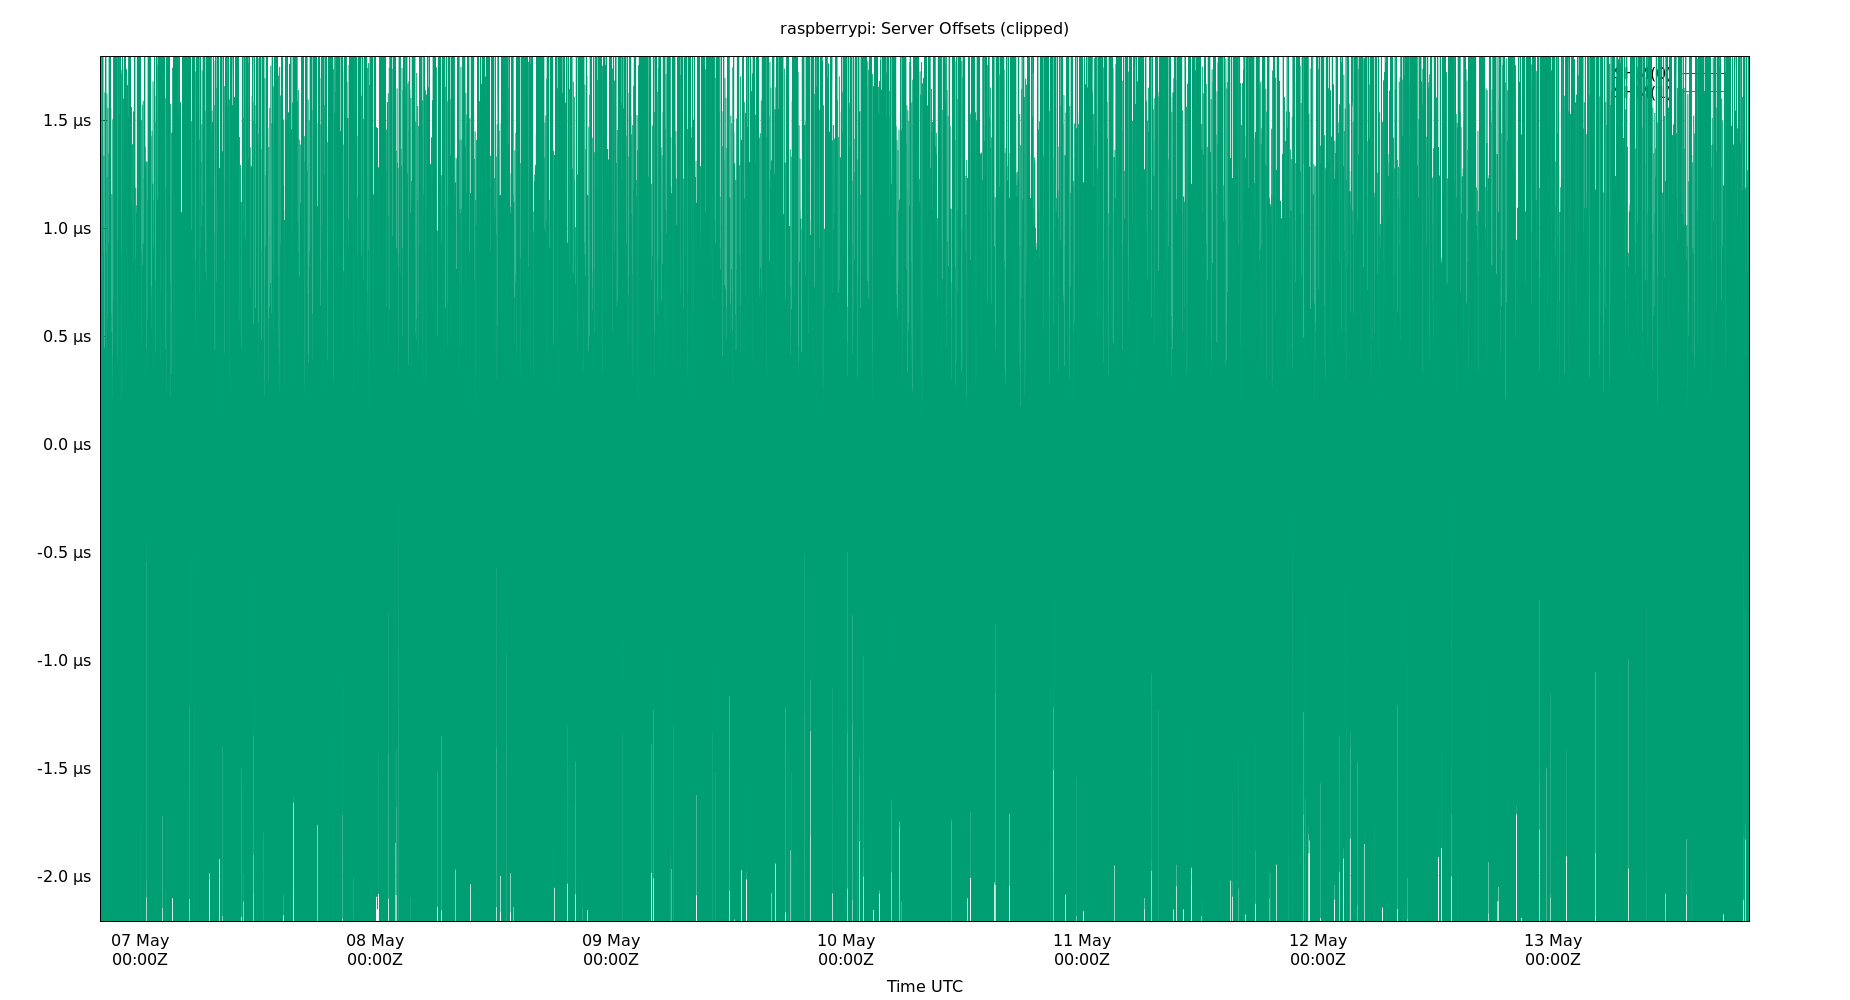 raspberrypi: Server Offsets (clipped)
1.5 µs
1.0 µs
0.5 µs
0.0 µs
-0.5 µs
-1.0 µs
-1.5 µs
-2.0 µs
07 May 08 May 09 May 10 May 11 May 12 May 13 May
00:00Z 00:00Z 00:00Z 00:00Z 00:00Z 00:00Z 00:00Z
Time UTC